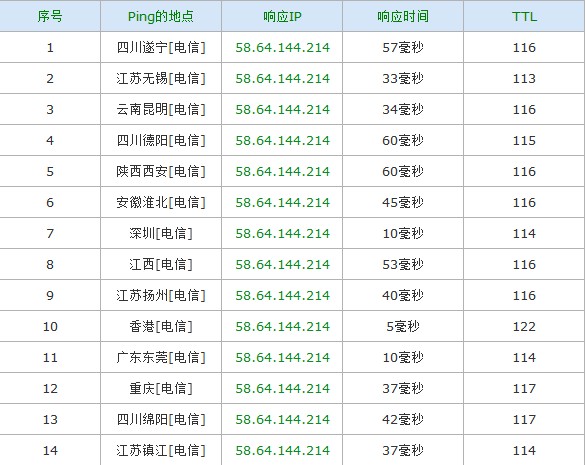 序号 Ping的地点 响应IP 响应时间 TTL
1 四川遂宁[电信] 58.64.144.214 57毫秒 116
2 江苏无锡[电信] 58.64.144.214 33毫秒 113
3 云南昆明[电信] 58.64.144.214 34毫秒 116
4 四川德阳[电信] 58.64.144.214 60毫秒 115
5 陕西西安[电信] 58.64.144.214 60毫秒 116
6 安徽淮北[电信] 58.64.144.214 45毫秒 116
7 深圳[电信] 58.64.144.214 10毫秒 114
8 江西[电信] 58.64.144.214 53毫秒 116
9 江苏扬州[电信] 58.64.144.214 40毫秒 116
10 香港[电信] 58.64.144.214 5毫秒 122
11 广东东莞[电信] 58.64.144.214 10毫秒 114
12 重庆[电信] 58.64.144.214 37毫秒 117
13 四川绵阳[电信] 58.64.144.214 42毫秒 117
14 江苏镇江[电信] 58.64.144.214 37毫秒 114